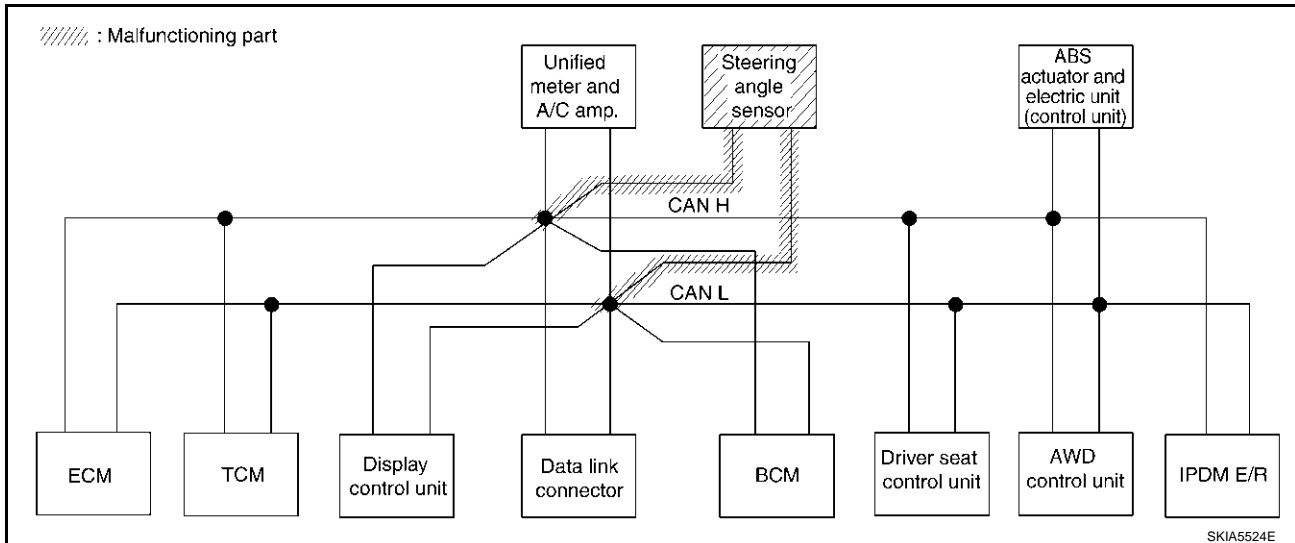 : Malfunctioning part
Unified
meter and
A/C amp.
Steering
angle
sensor
ABS
actuator and
electric unit
(control unit)
CAN H
CAN L
ECM
TCM
Display
control unit
Data link
connector
BCM
Driver seat
control unit
AWD
control unit
IPDM E/R
SKIA5524E